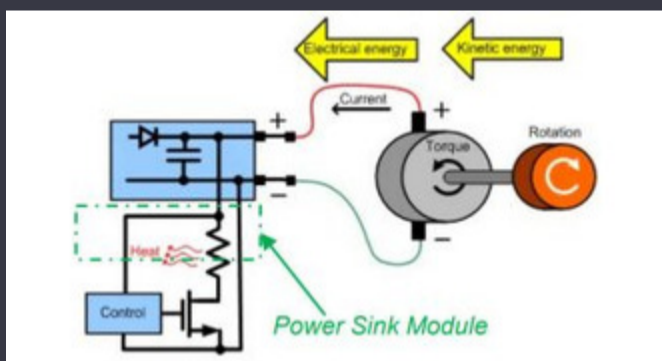 Electrical energy
Kinetic energy
Current
+
+
Rotation
Torque
−
−
Heat
Control
Power Sink Module